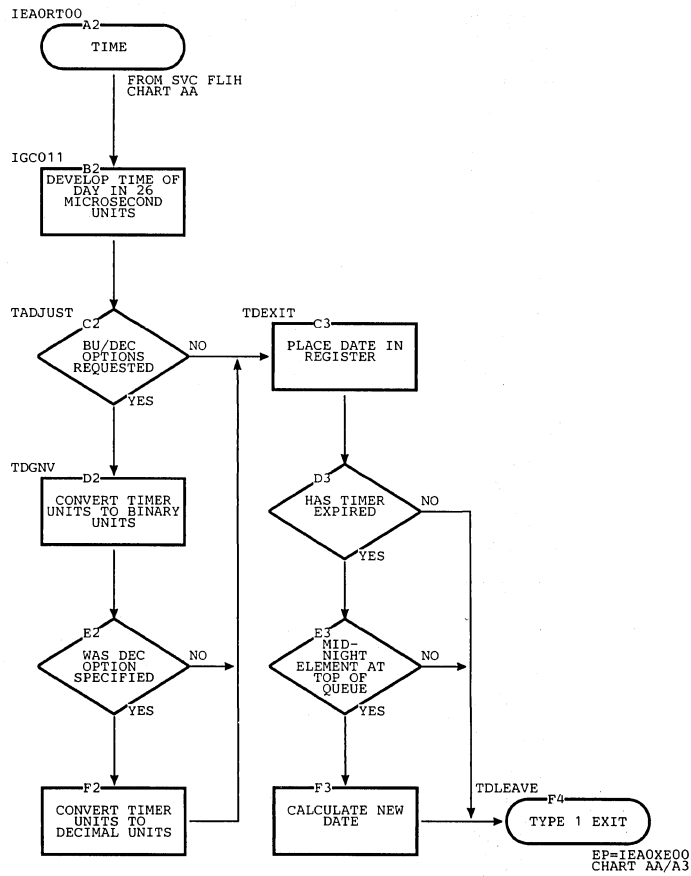 IEA0RT00
A2
TIME
FROM SVC FLIH
CHART AA
IGC011
B2
DEVELOP TIME OF
DAY IN 26
MICROSECOND
UNITS
TADJUST
C2
BU/DEC
OPTIONS
REQUESTED
NO
YES
TDEXIT
C3
PLACE DATE IN
REGISTER
TDGNV
D2
CONVERT TIMER
UNITS TO BINARY
UNITS
D3
HAS TIMER
EXPIRED
NO
YES
E2
WAS DEC
OPTION
SPECIFIED
NO
YES
E3
MID-
NIGHT
ELEMENT AT
TOP OF
QUEUE
NO
YES
F2
CONVERT TIMER
UNITS TO
DECIMAL UNITS
F3
CALCULATE NEW
DATE
TDLEAVE
F4
TYPE 1 EXIT
EP=IEA0XE00
CHART AA/A3